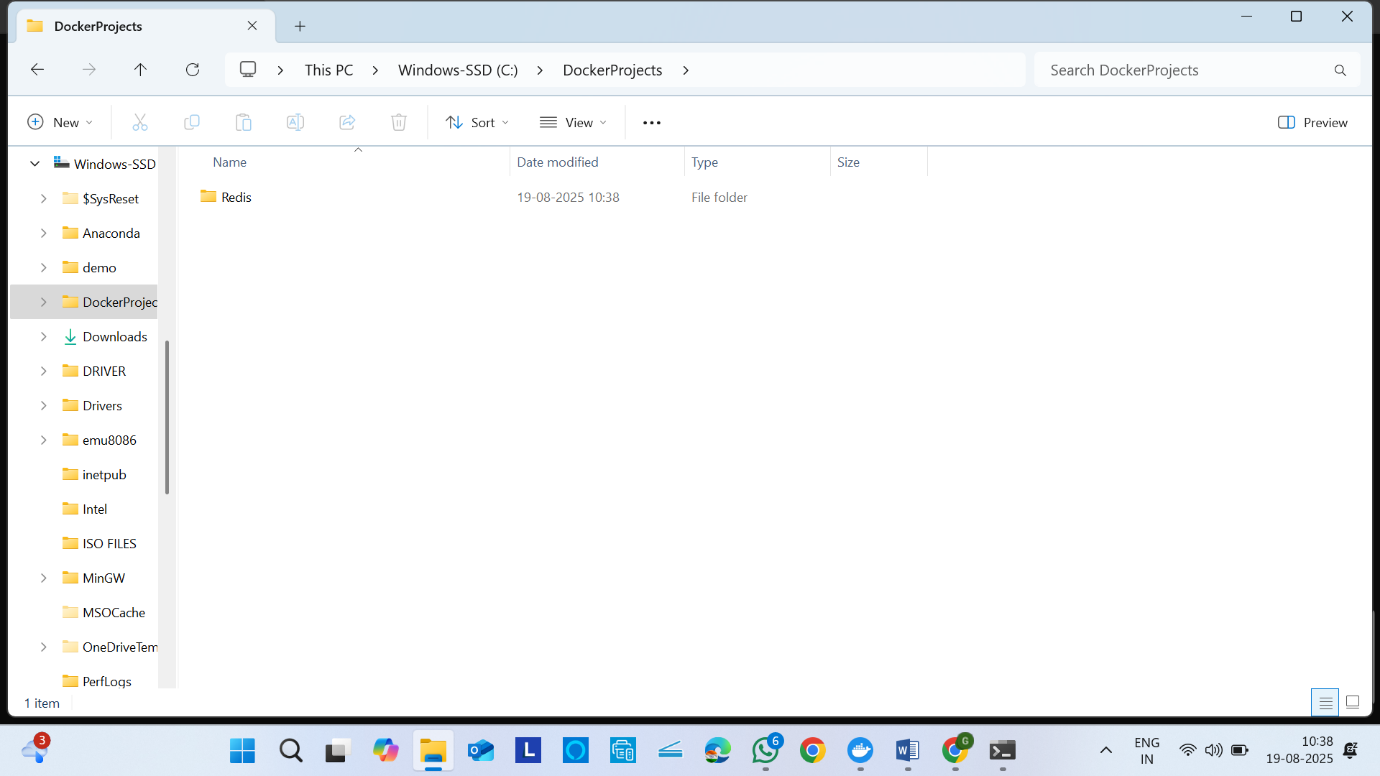 DockerProjects
This PC > Windows-SSD (C:) > DockerProjects >
Search DockerProjects
New
Sort
View
Preview
Name
Date modified
Type
Size
Redis
19-08-2025 10:38
File folder
Windows-SSD
$SysReset
Anaconda
demo
DockerProjec
Downloads
DRIVER
Drivers
emu8086
inetpub
Intel
ISO FILES
MinGW
MSOCache
OneDriveTem
PerfLogs
1 item
3
L
6
W
G
ENG
IN
10:38
19-08-2025